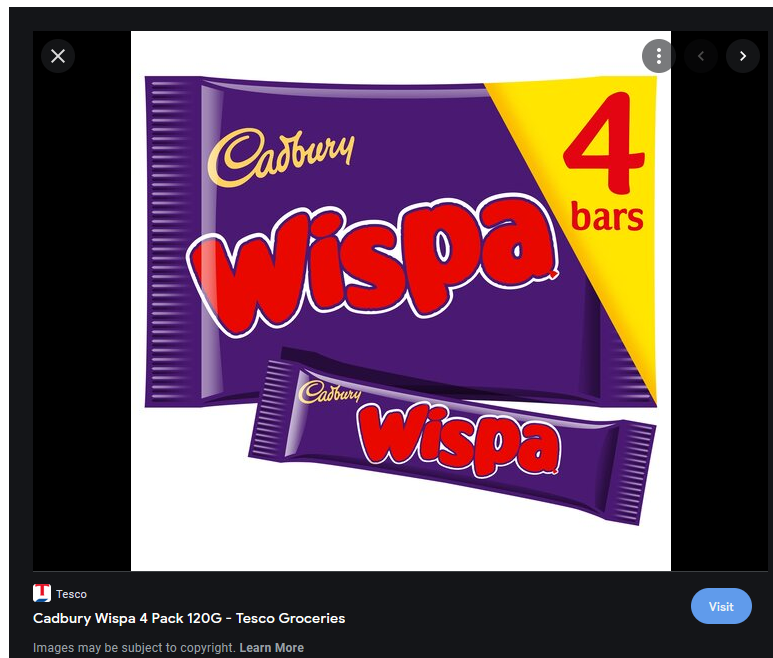 Cadbury
Wispa
4
bars
Cadbury
Wispa
Tesco
Cadbury Wispa 4 Pack 120G - Tesco Groceries
Visit
Images may be subject to copyright. Learn More